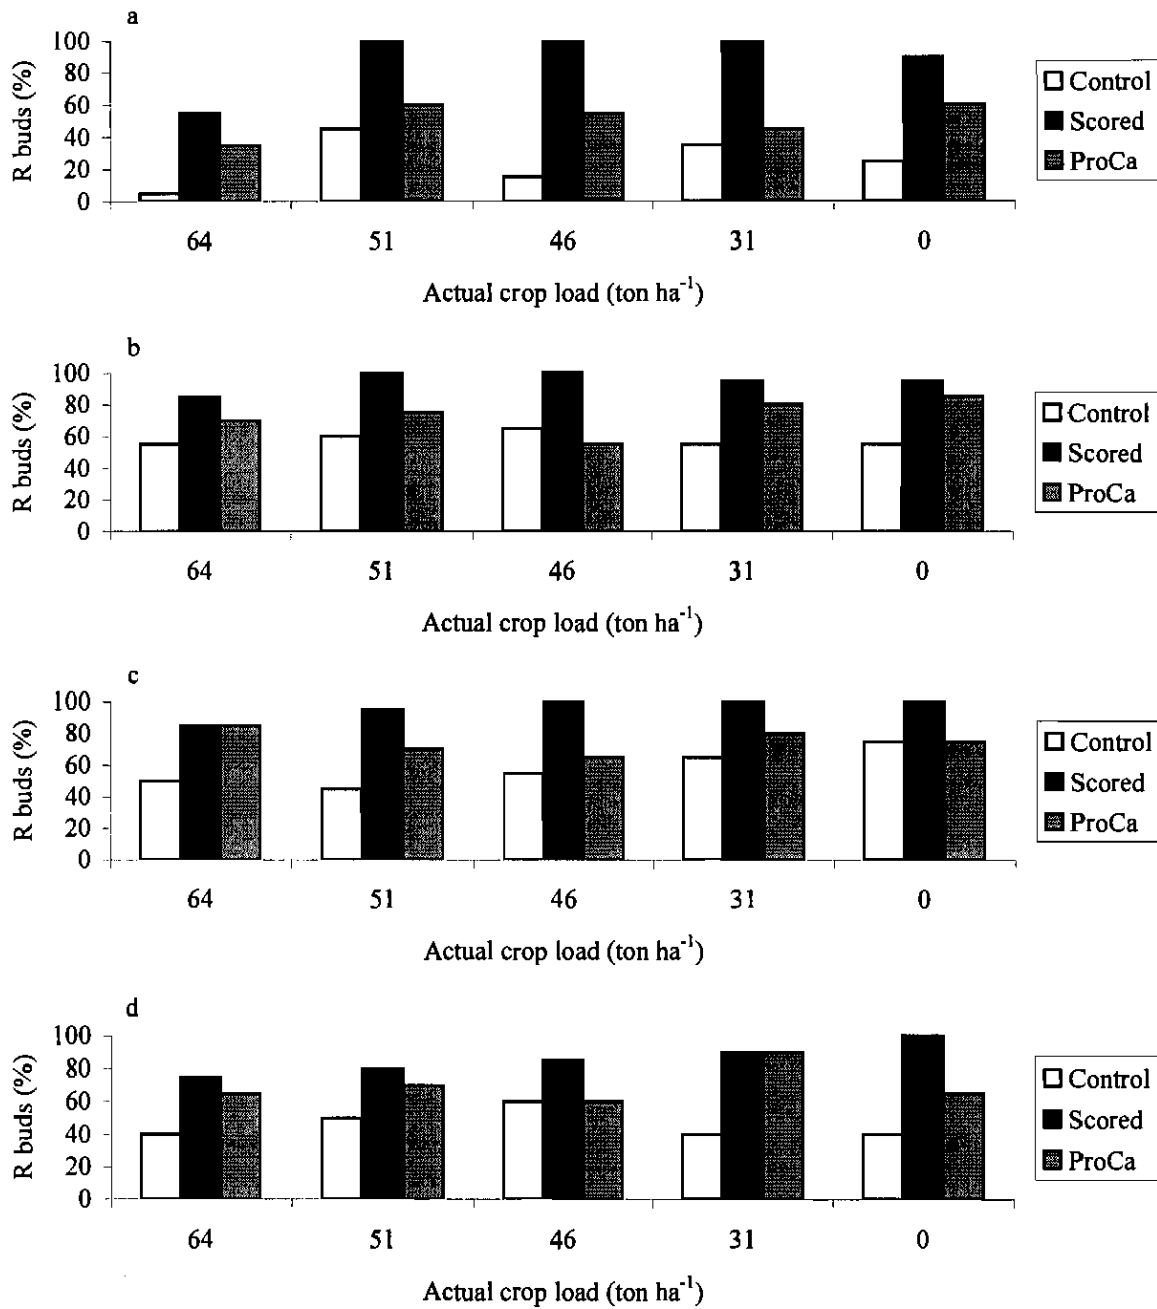 a
R buds (%)
100
80
60
40
20
0
64 51 46 31 0
Actual crop load (ton ha⁻¹)
Control
Scored
ProCa
b
R buds (%)
100
80
60
40
20
0
64 51 46 31 0
Actual crop load (ton ha⁻¹)
Control
Scored
ProCa
c
R buds (%)
100
80
60
40
20
0
64 51 46 31 0
Actual crop load (ton ha⁻¹)
Control
Scored
ProCa
d
R buds (%)
100
80
60
40
20
0
64 51 46 31 0
Actual crop load (ton ha⁻¹)
Control
Scored
ProCa